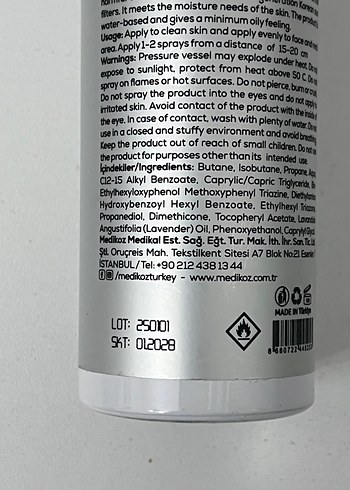 filters. It meets the moisture needs of the skin. The
water-based and gives a minimum oily feeling.
Usage: Apply to clean skin and apply evenly to face and
area. Apply 1-2 sprays from a distance of 15-20 cm
Warnings: Pressure vessel may explode under heat. Do
expose to sunlight, protect from heat above 50 C. Do
spray on flames or hot surfaces. Do not pierce, burn or
Do not spray the product into the eyes and do not apply
irritated skin. Avoid contact of the product with the
the eye. In case of contact, wash with plenty of water. Do
use in a closed and stuffy environment and avoid
Keep the product out of reach of small children. Do not
the product for purposes other than its intended use.
İçindekiler/Ingredients: Butane, Isobutane, Propane,
C12-15 Alkyl Benzoate, Caprylic/Capric Triglyceride,
Ethylhexyloxyphenol Methoxyphenyl Triazine,
Hydroxybenzoyl Hexyl Benzoate, Ethylhexyl
Propanediol, Dimethicone, Tocopheryl Acetate,
Angustifolia (Lavender) Oil, Phenoxyethanol,
Medikoz Medikal Est. Sağ. Eğt. Tur. Mak. İth. İhr. San. Tic.
Şti. Oruçreis Mah. Tekstilkent Sitesi A7 Blok No:21
İSTANBUL / Tel: +90 212 438 13 44
/medikozturkey - www.medikoz.com.tr
MADE IN Türkiye
LOT: 250101
SKT: 01.2028